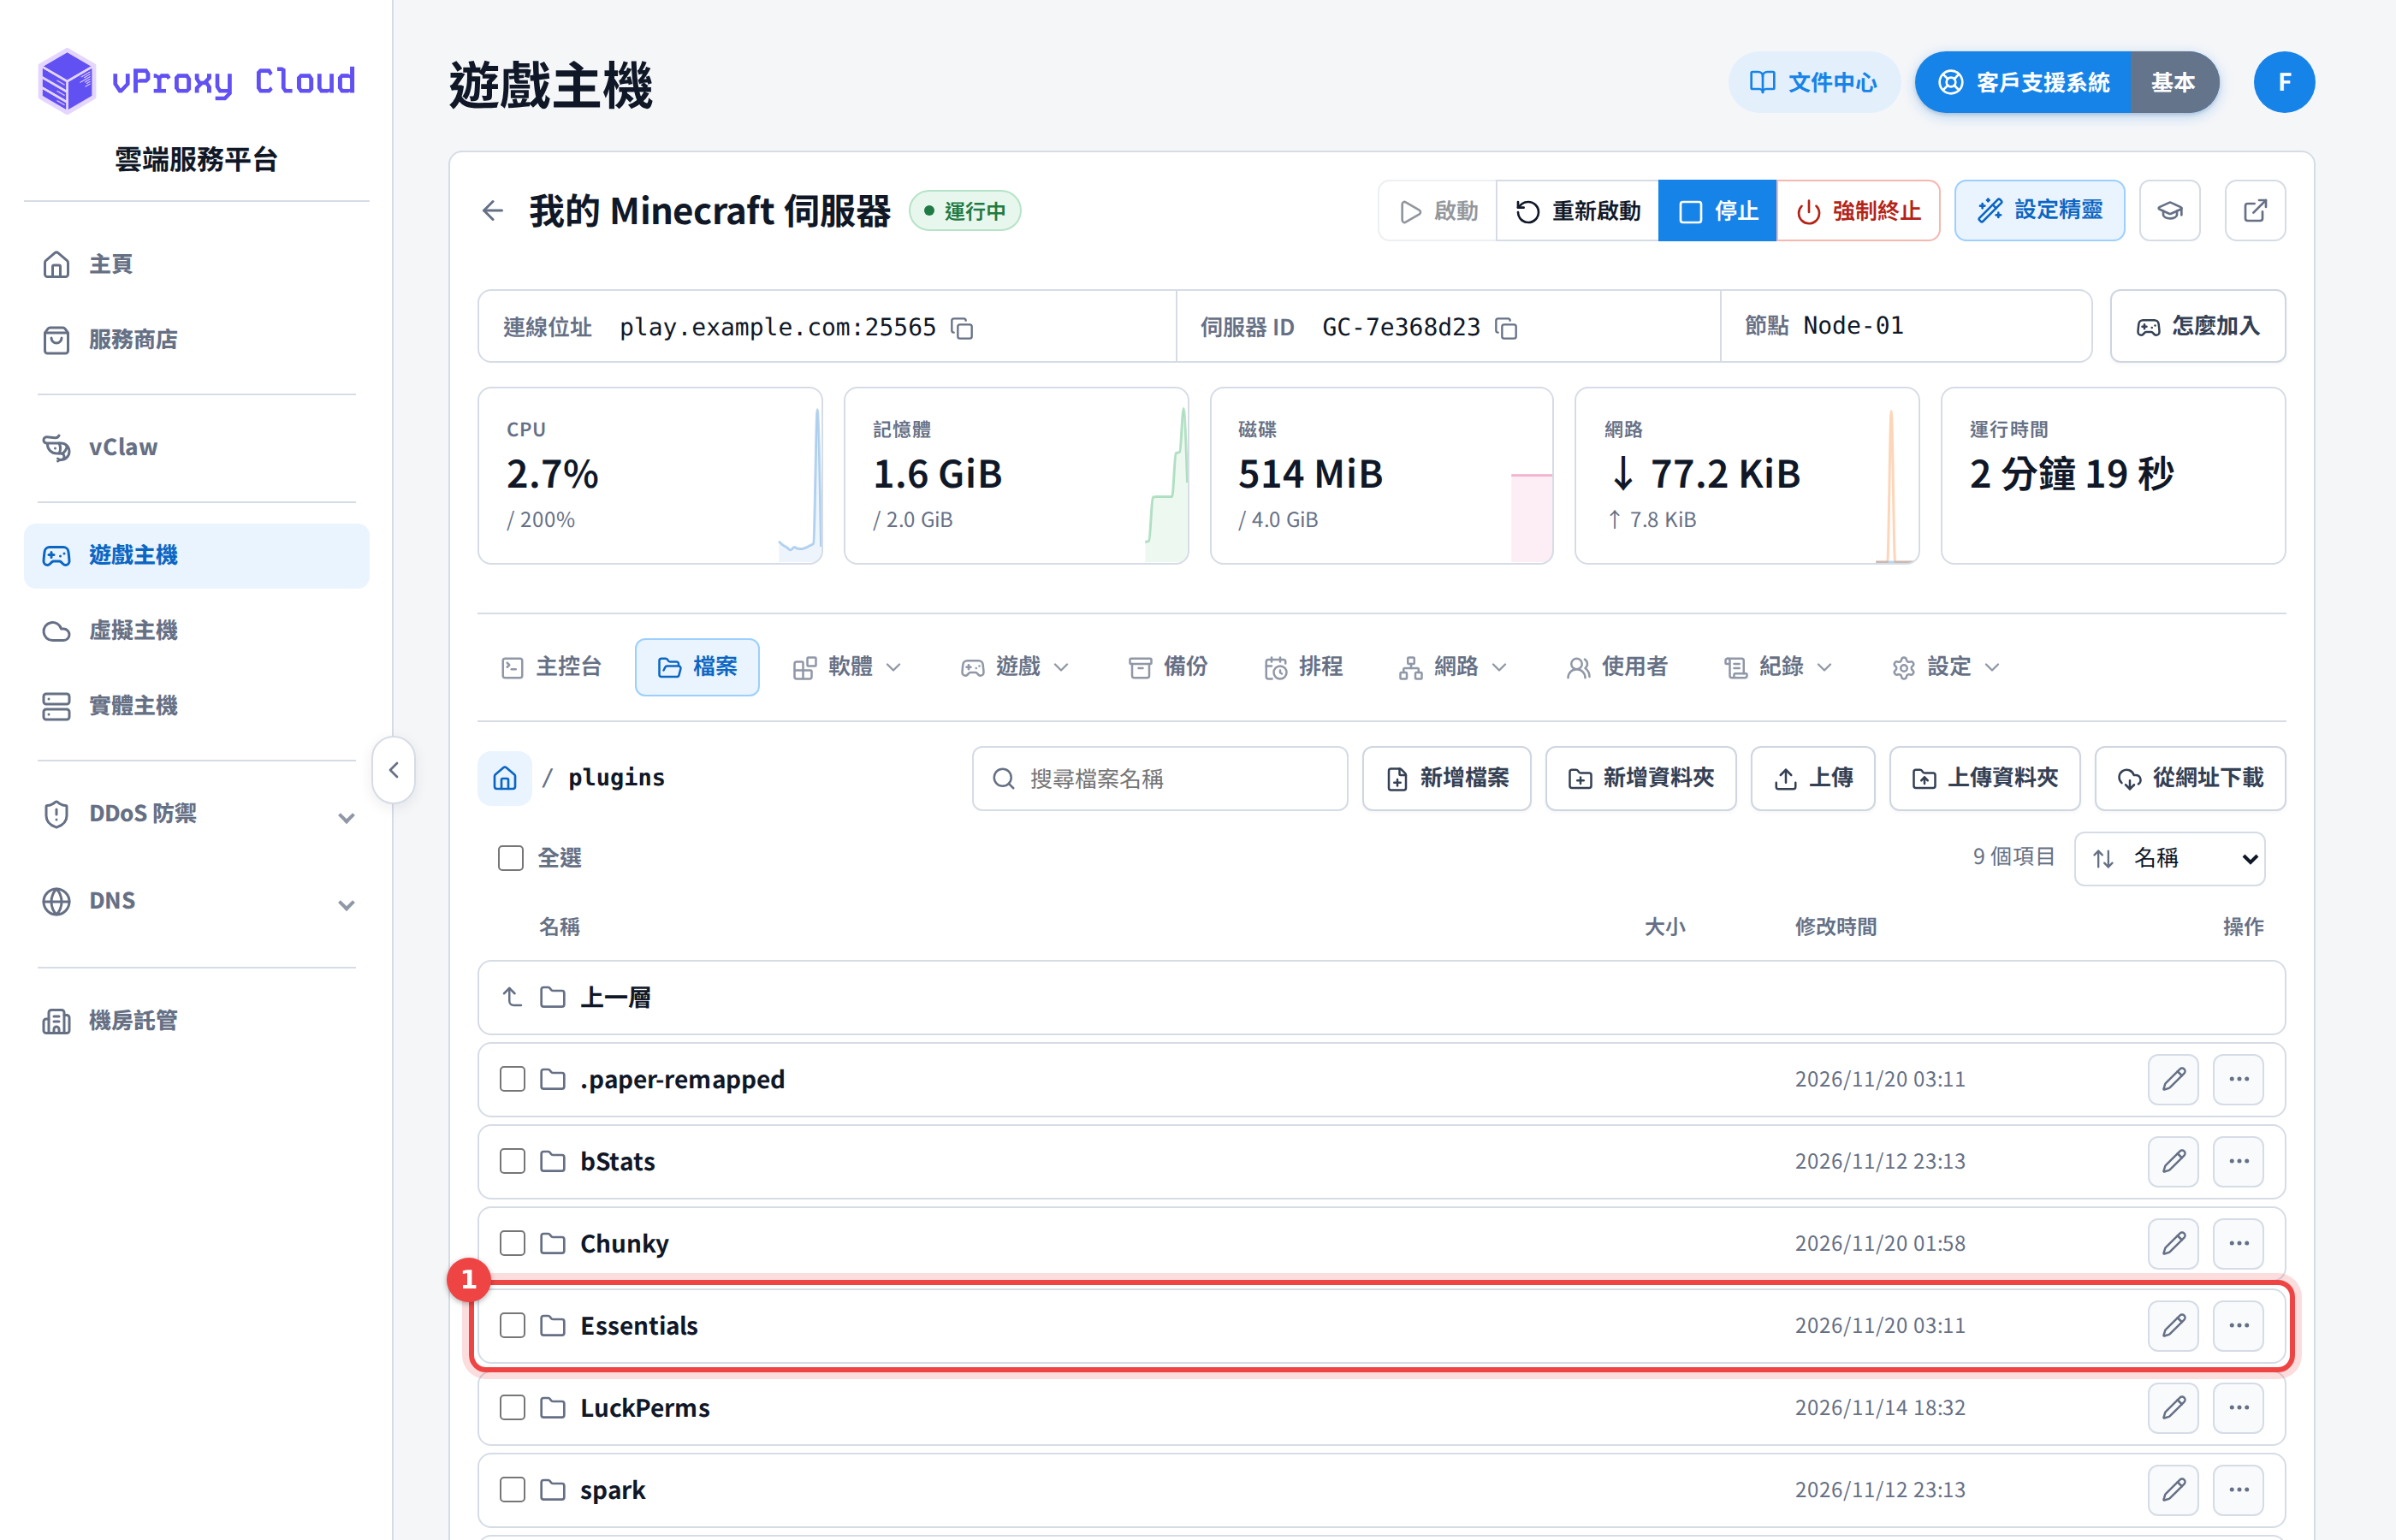 vProxy Cloud
雲端服務平台
主頁
服務商店
vClaw
遊戲主機
虛擬主機
實體主機
DDoS 防禦
DNS
機房託管
遊戲主機
文件中心
客戶支援系統 基本
F
我的 Minecraft 伺服器 運行中
啟動 重新啟動 停止 強制終止 設定精靈
連線位址 play.example.com:25565 伺服器 ID GC-7e368d23 節點 Node-01 怎麼加入
CPU
2.7%
/ 200%
記憶體
1.6 GiB
/ 2.0 GiB
磁碟
514 MiB
/ 4.0 GiB
網路
↓ 77.2 KiB
↑ 7.8 KiB
運行時間
2 分鐘 19 秒
主控台 檔案 軟體 遊戲 備份 排程 網路 使用者 紀錄 設定
/ plugins 搜尋檔案名稱 新增檔案 新增資料夾 上傳 上傳資料夾 從網址下載
全選 9 個項目 名稱
名稱 大小 修改時間 操作
上一層
.paper-remapped 2026/11/20 03:11
bStats 2026/11/12 23:13
Chunky 2026/11/20 01:58
1
Essentials 2026/11/20 03:11
LuckPerms 2026/11/14 18:32
spark 2026/11/12 23:13